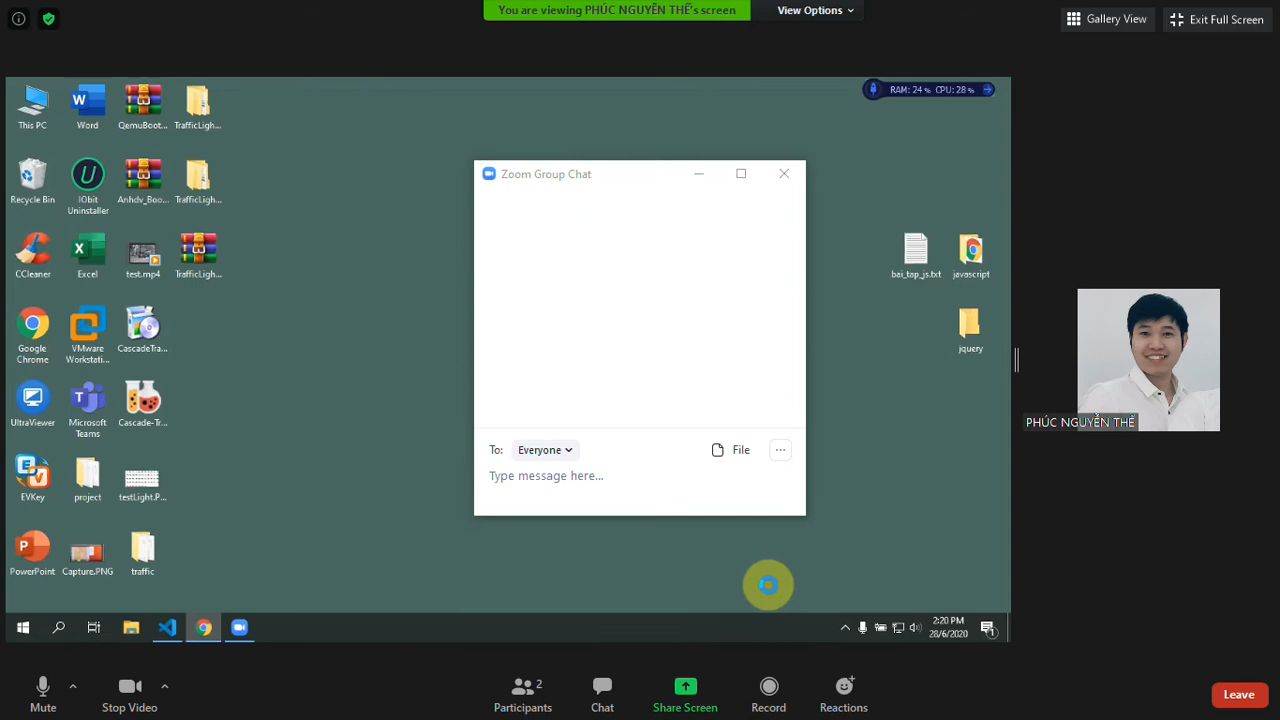 You are viewing PHÚC NGUYỄN THẾ's screen
View Options
Gallery View
Exit Full Screen
RAM: 24 % CPU: 28 %
This PC
Word
QemuBoot...
TrafficLigh...
Recycle Bin
IObit Uninstaller
Anhdv_Boo...
TrafficLigh...
CCleaner
Excel
test.mp4
TrafficLigh...
Google Chrome
VMware Workstati...
CascadeTra...
UltraViewer
Microsoft Teams
Cascade-Tr...
EVKey
project
testLight.P...
PowerPoint
Capture.PNG
traffic
Zoom Group Chat
To: Everyone
File
Type message here...
bai_tap_js.txt
javascript
jquery
2:20 PM
28/6/2020
1
PHÚC NGUYỄN THẾ
Mute
Stop Video
Participants
2
Chat
Share Screen
Record
Reactions
Leave